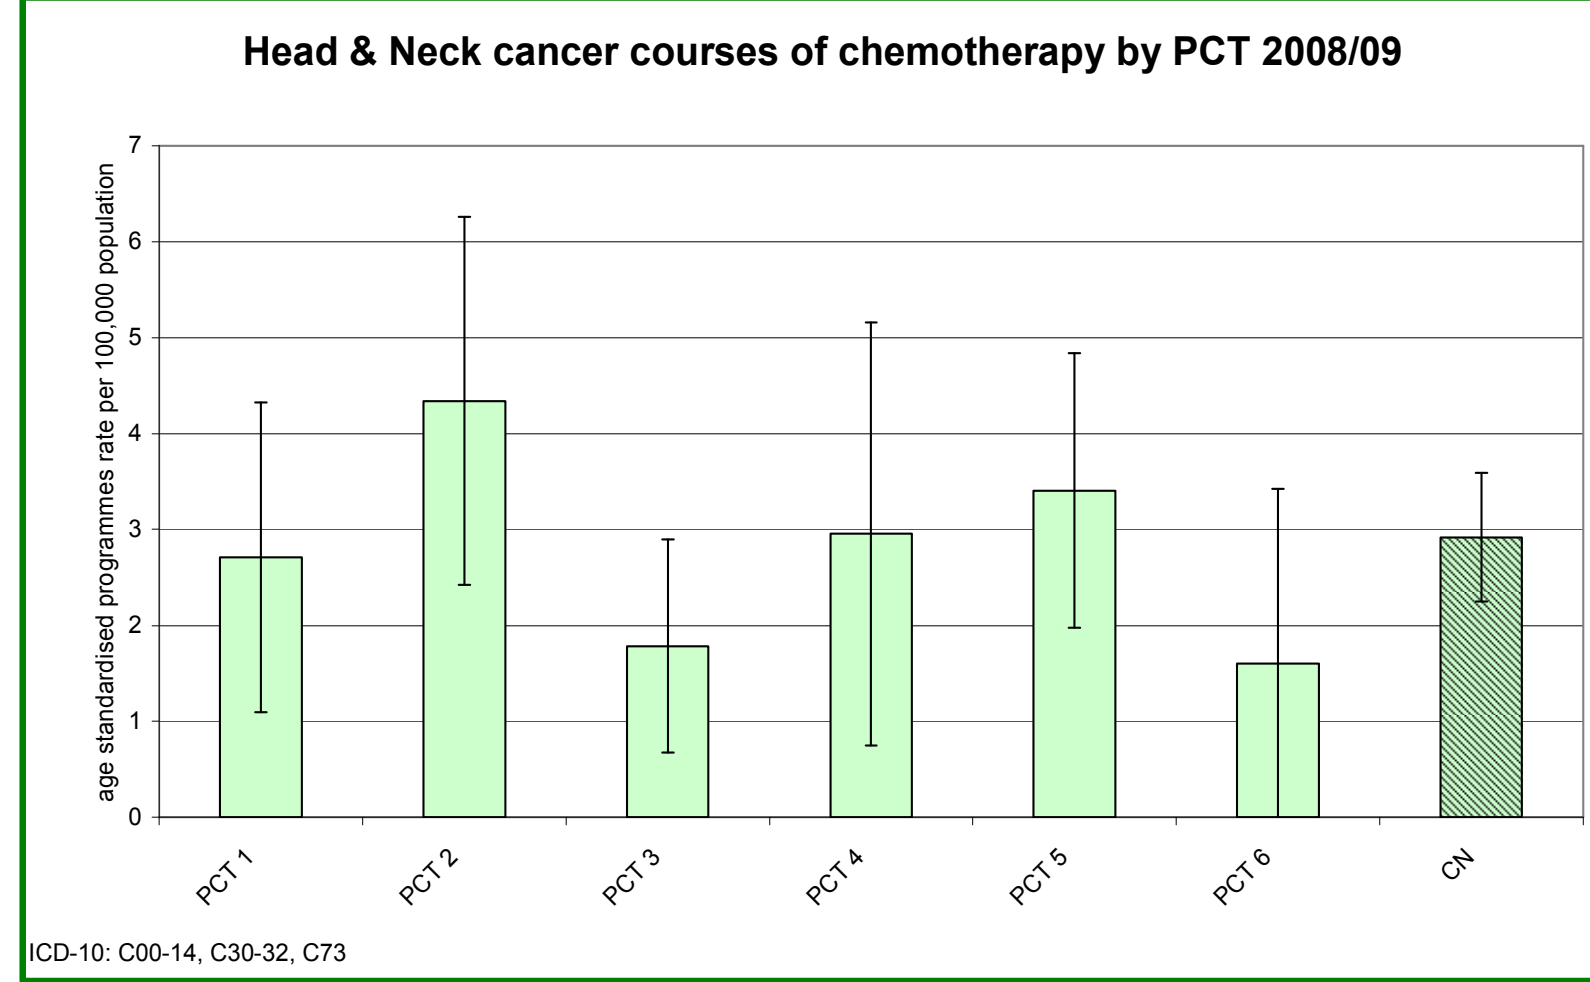 Head & Neck cancer courses of chemotherapy by PCT 2008/09
age standardised programmes rate per 100,000 population
7
6
5
4
3
2
1
0
PCT 1
PCT 2
PCT 3
PCT 4
PCT 5
PCT 6
CN
ICD-10: C00-14, C30-32, C73